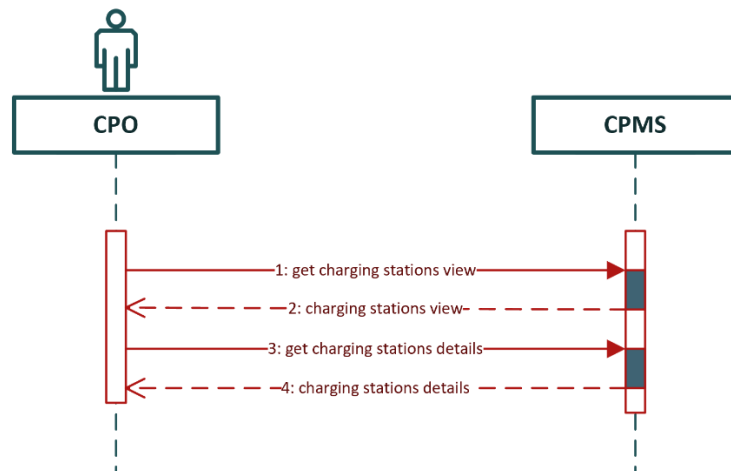 CPO
CPMS
1: get charging stations view
2: charging stations view
3: get charging stations details
4: charging stations details